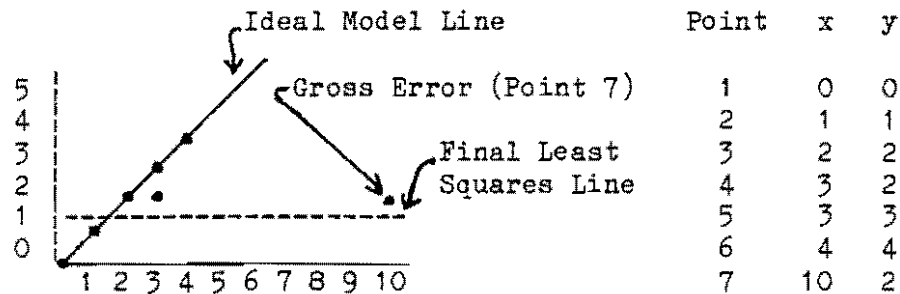 Ideal Model Line
Gross Error (Point 7)
Final Least
Squares Line
5
4
3
2
1
0
1 2 3 4 5 6 7 8 9 10
Point x y
1 0 0
2 1 1
3 2 2
4 3 2
5 3 3
6 4 4
7 10 2